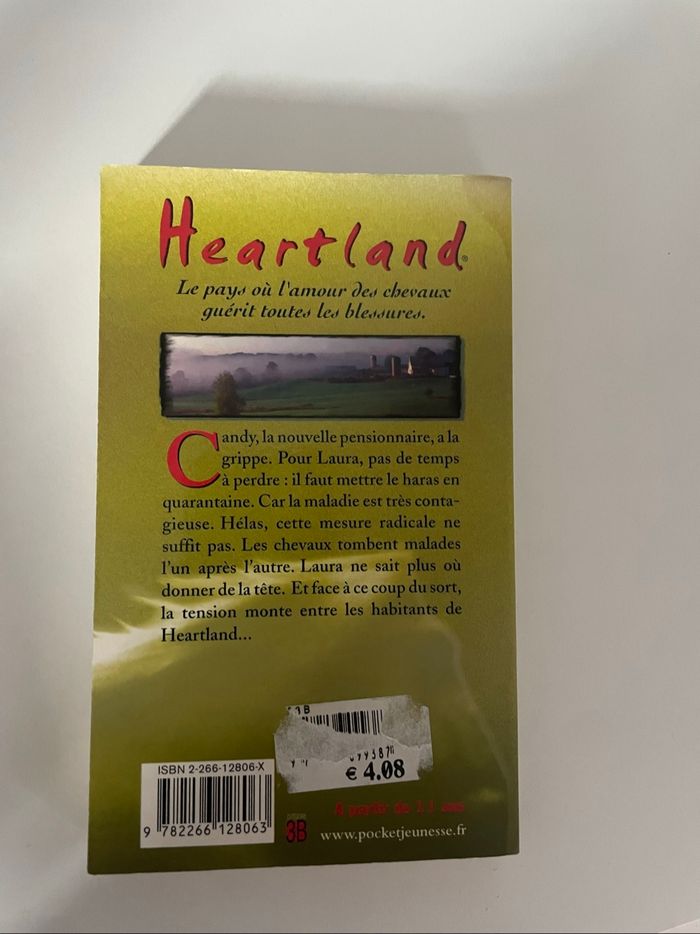 Heartland®
Le pays où l'amour des chevaux
guérit toutes les blessures.
Candy, la nouvelle pensionnaire, a la
grippe. Pour Laura, pas de temps
à perdre : il faut mettre le haras en
quarantaine. Car la maladie est très conta-
gieuse. Hélas, cette mesure radicale ne
suffit pas. Les chevaux tombent malades
l'un après l'autre. Laura ne sait plus où
donner de la tête. Et face à ce coup du sort,
la tension monte entre les habitants de
Heartland...
€ 4.08
ISBN 2-266-12806-X
9 782266 128063
3B
À partir de 11 ans
www.pocketjeunesse.fr